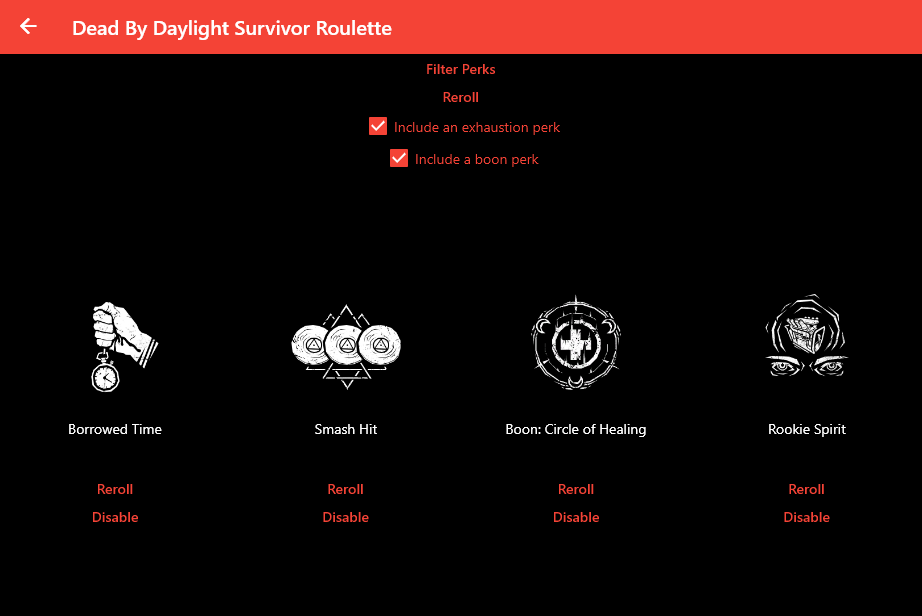 Dead By Daylight Survivor Roulette
Filter Perks
Reroll
Include an exhaustion perk
Include a boon perk
Borrowed Time
Smash Hit
Boon: Circle of Healing
Rookie Spirit
Reroll
Reroll
Reroll
Reroll
Disable
Disable
Disable
Disable